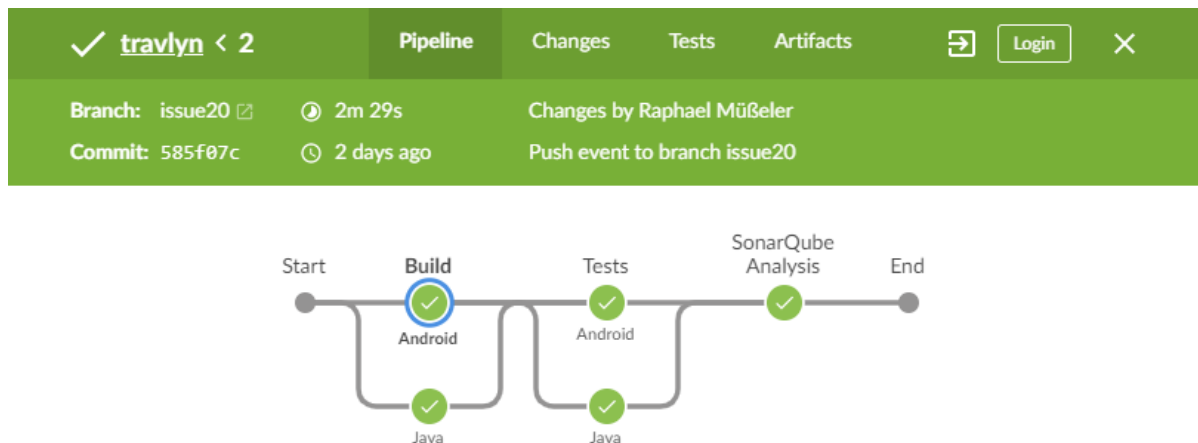 travlyn < 2 Pipeline Changes Tests Artifacts Login
Branch: issue20 2m 29s Changes by Raphael Müßeler
Commit: 585f07c 2 days ago Push event to branch issue20
SonarQube
Start Build Tests Analysis End
Android Android
Java Java